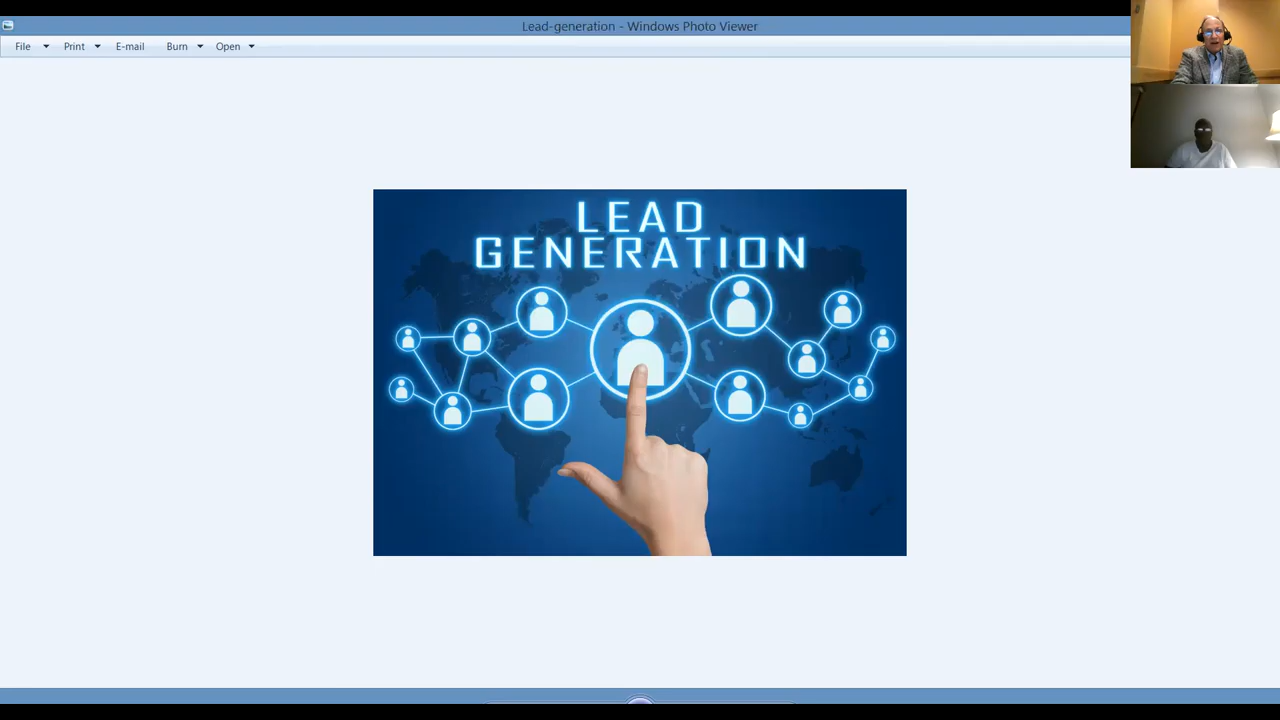 Lead-generation - Windows Photo Viewer
File Print E-mail Burn Open
LEAD
GENERATION